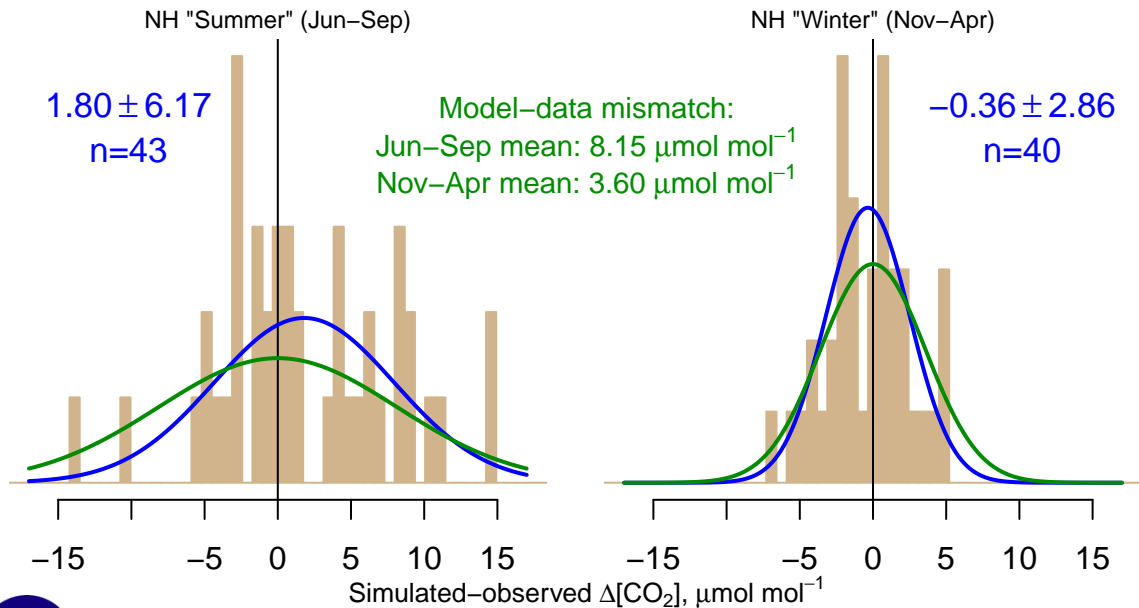 NH "Summer" (Jun−Sep)
1.80 ± 6.17
n=43
Model−data mismatch:
Jun−Sep mean: 8.15 μmol mol⁻¹
Nov−Apr mean: 3.60 μmol mol⁻¹
NH "Winter" (Nov−Apr)
−0.36 ± 2.86
n=40
−15 −5 0 5 10 15
−15 −5 0 5 10 15
Simulated−observed Δ[CO₂], μmol mol⁻¹